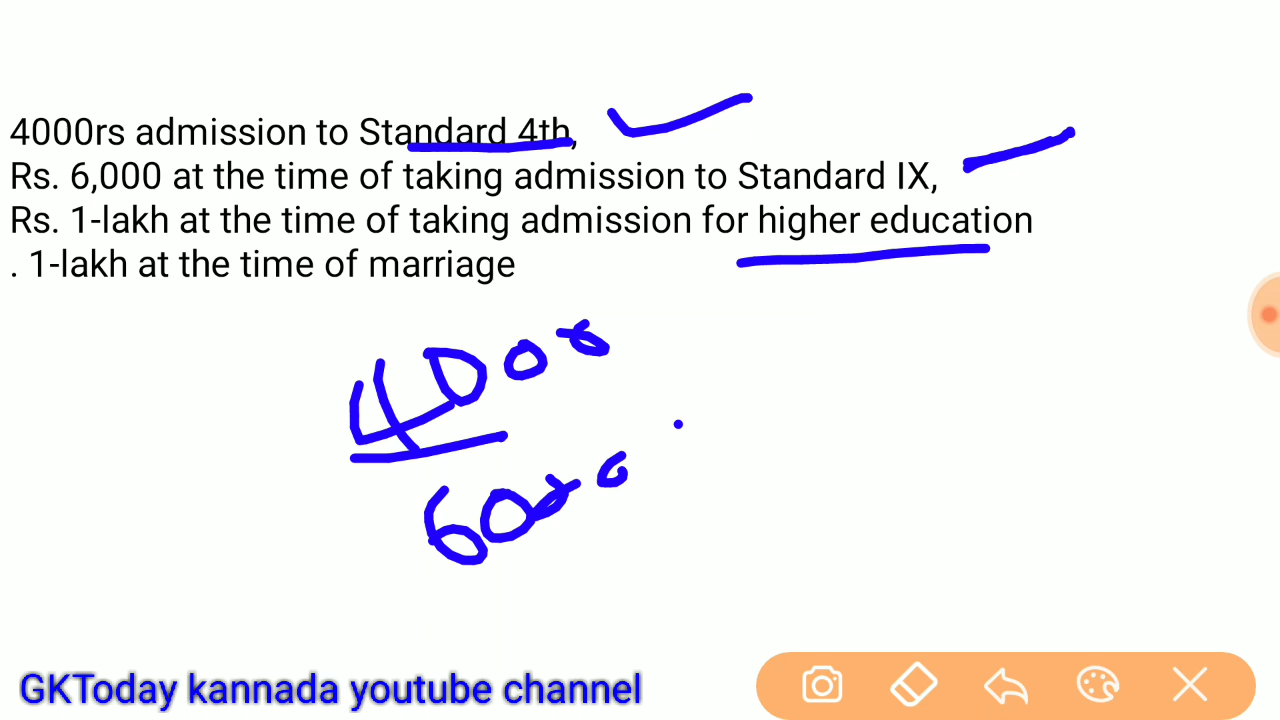 4000rs admission to Standard 4th,
Rs. 6,000 at the time of taking admission to Standard IX,
Rs. 1-lakh at the time of taking admission for higher education
. 1-lakh at the time of marriage
4000
6000
GKToday kannada youtube channel